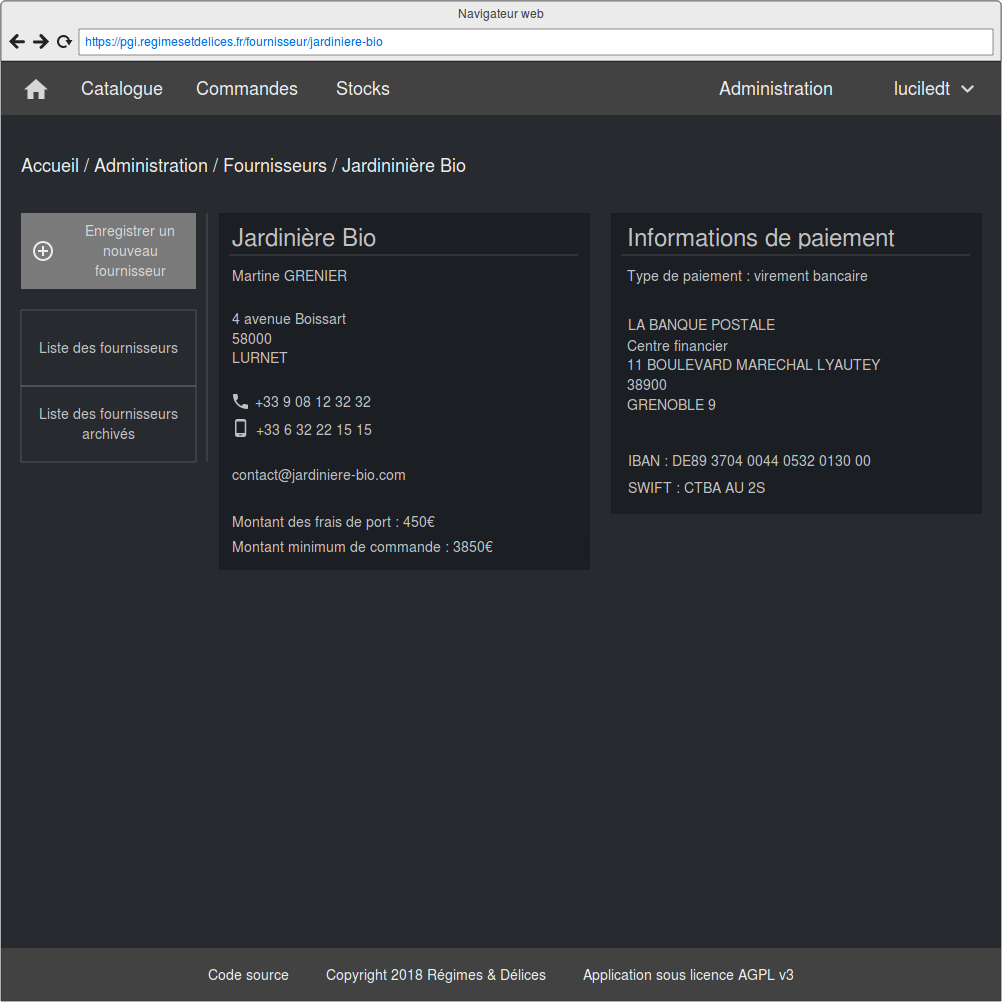 Navigateur web
https://pgi.regimesetdelices.fr/fournisseur/jardiniere-bio
Catalogue Commandes Stocks Administration luciledt
Accueil / Administration / Fournisseurs / Jardininière Bio
Enregistrer un
nouveau
fournisseur
Liste des fournisseurs
Liste des fournisseurs
archivés
Jardinière Bio
Martine GRENIER
4 avenue Boissart
58000
LURNET
+33 9 08 12 32 32
+33 6 32 22 15 15
contact@jardiniere-bio.com
Montant des frais de port : 450€
Montant minimum de commande : 3850€
Informations de paiement
Type de paiement : virement bancaire
LA BANQUE POSTALE
Centre financier
11 BOULEVARD MARECHAL LYAUTEY
38900
GRENOBLE 9
IBAN : DE89 3704 0044 0532 0130 00
SWIFT : CTBA AU 2S
Code source Copyright 2018 Régimes & Délices Application sous licence AGPL v3